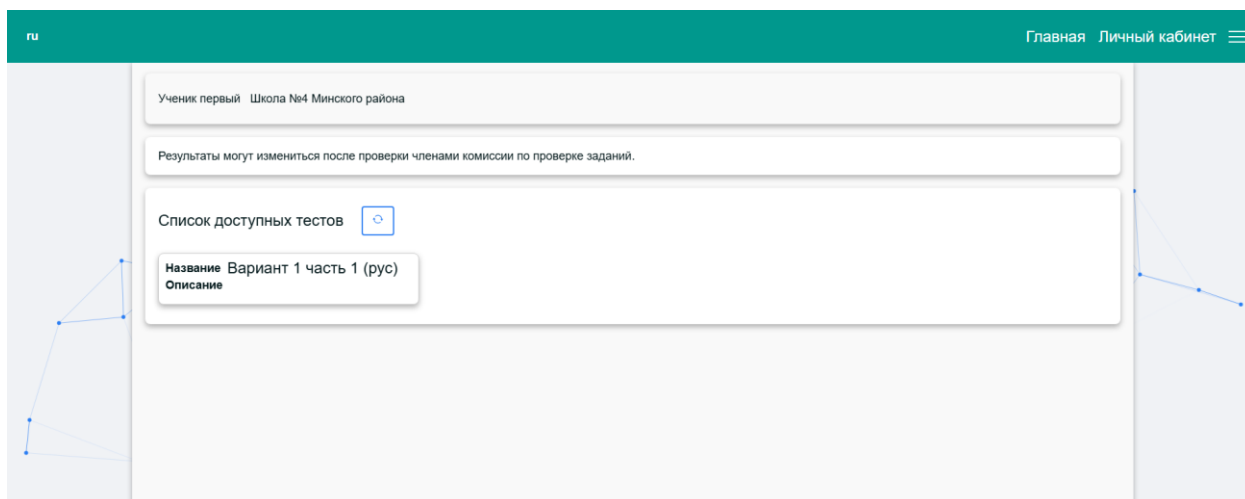 ru
Главная Личный кабинет
Ученик первый Школа №4 Минского района
Результаты могут измениться после проверки членами комиссии по проверке заданий.
Список доступных тестов
Название Вариант 1 часть 1 (рус)
Описание